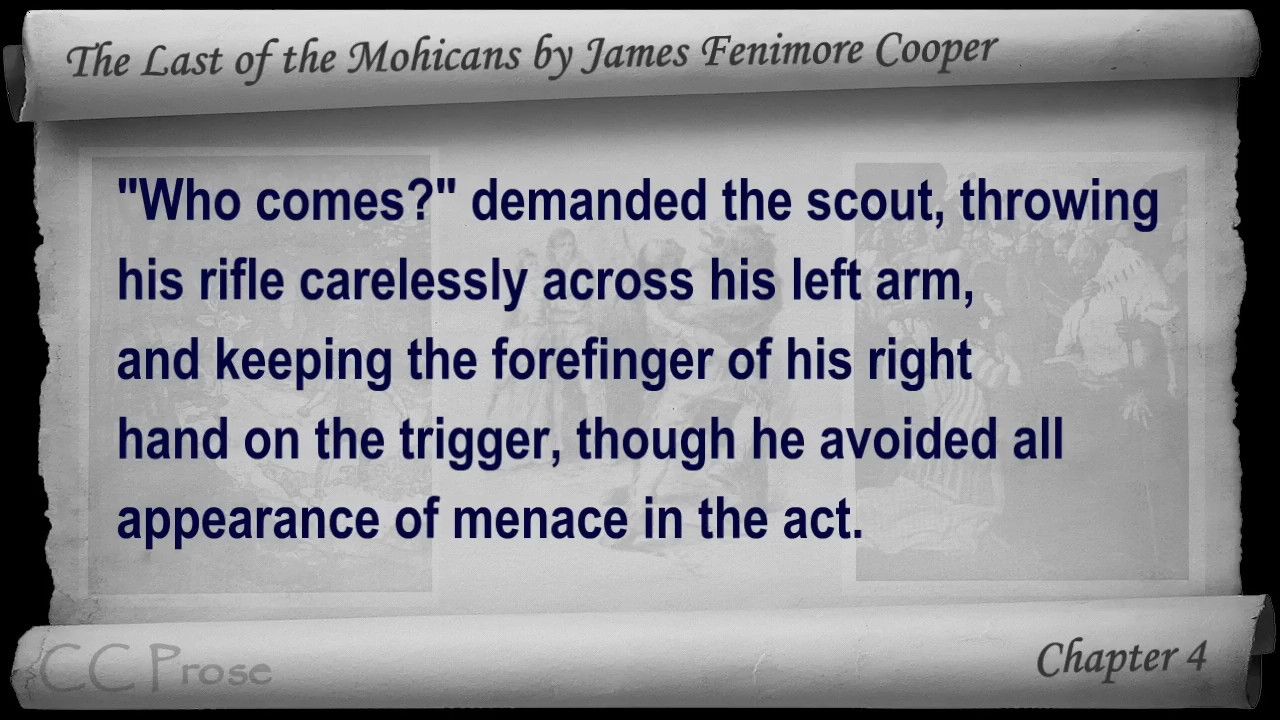 The Last of the Mohicans by James Fenimore Cooper
"Who comes?" demanded the scout, throwing
his rifle carelessly across his left arm,
and keeping the forefinger of his right
hand on the trigger, though he avoided all
appearance of menace in the act.
CC Prose
Chapter 4